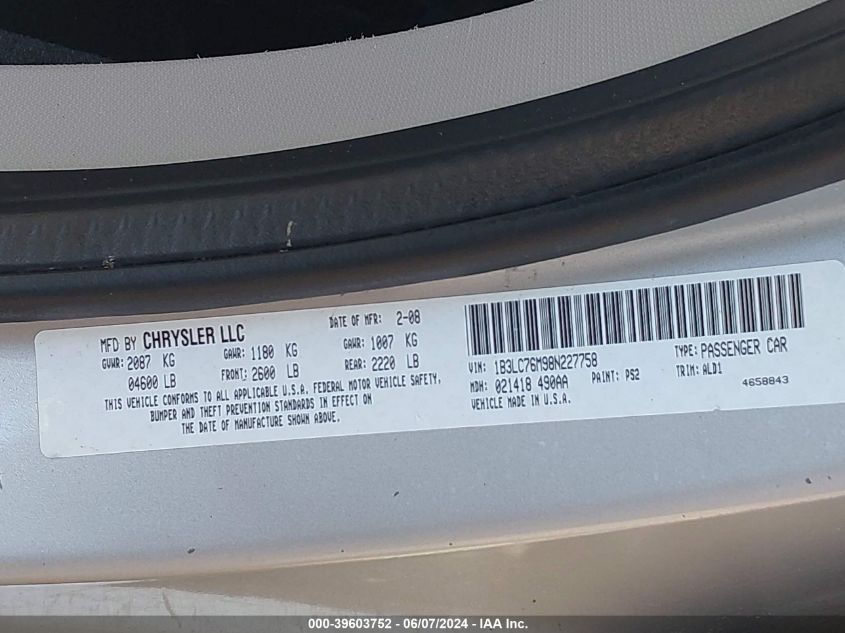 MFD BY CHRYSLER LLC DATE OF MFR: 2-08
GVWR: 2087 KG GAWR: 1180 KG GAWR: 1007 KG
04600 LB FRONT: 2600 LB REAR: 2220 LB
THIS VEHICLE CONFORMS TO ALL APPLICABLE U.S.A. FEDERAL MOTOR VEHICLE SAFETY,
BUMPER AND THEFT PREVENTION STANDARDS IN EFFECT ON
THE DATE OF MANUFACTURE SHOWN ABOVE.
VIN: 1B3LC76M98N227758 TYPE: PASSENGER CAR
MDH: 021418 490AA PAINT: PS2 TRIM: ALD1
VEHICLE MADE IN U.S.A. 4658843
000-39603752 - 06/07/2024 - IAA Inc.